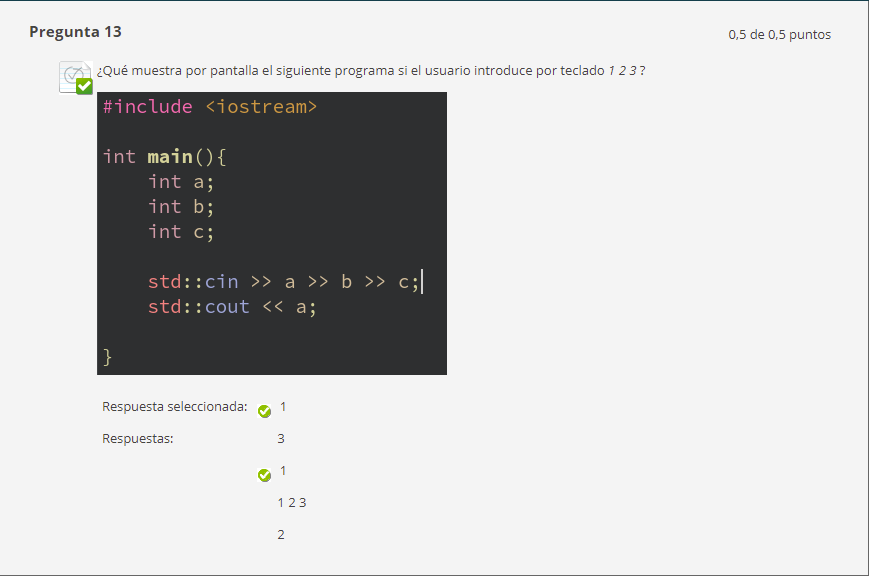 Pregunta 13
0,5 de 0,5 puntos
¿Qué muestra por pantalla el siguiente programa si el usuario introduce por teclado 1 2 3 ?
#include <iostream>
int main(){
int a;
int b;
int c;
std::cin >> a >> b >> c;
std::cout << a;
}
Respuesta seleccionada: 1
Respuestas: 3
1
1 2 3
2